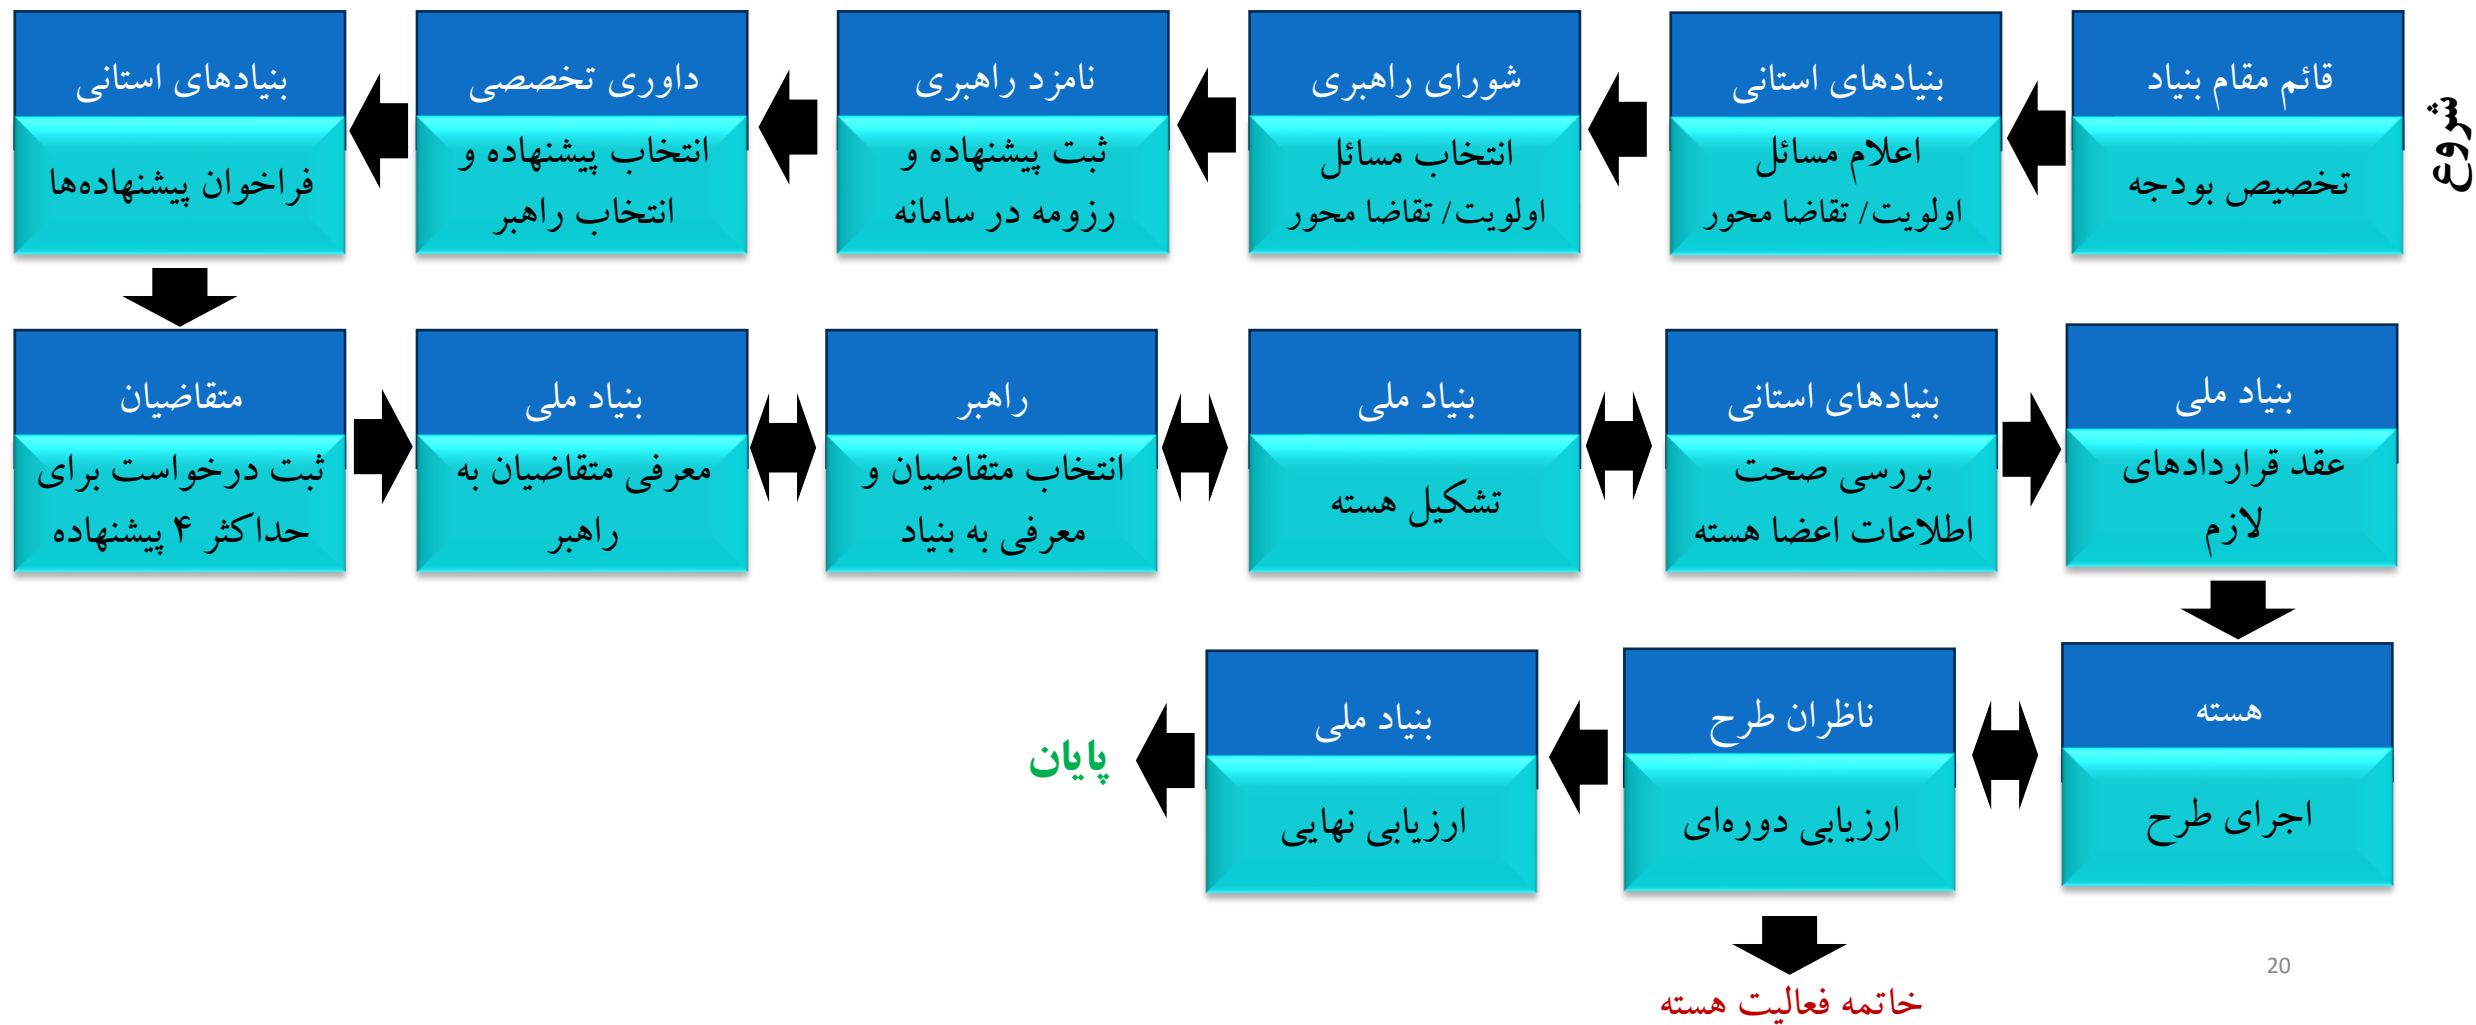 شروع
قائم مقام بنیاد
تخصیص بودجه
بنیادهای استانی
اعلام مسائل
اولویت/ تقاضا محور
شورای راهبری
انتخاب مسائل
اولویت/ تقاضا محور
نامزد راهبری
ثبت پیشنهاده و
رزومه در سامانه
داوری تخصصی
انتخاب پیشنهاده و
انتخاب راهبر
بنیادهای استانی
فراخوان پیشنهاده‌ها
متقاضیان
ثبت درخواست برای
حداکثر ۴ پیشنهاده
بنیاد ملی
معرفی متقاضیان به
راهبر
راهبر
انتخاب متقاضیان و
معرفی به بنیاد
بنیاد ملی
تشکیل هسته
بنیادهای استانی
بررسی صحت
اطلاعات اعضا هسته
بنیاد ملی
عقد قراردادهای
لازم
هسته
اجرای طرح
ناظران طرح
ارزیابی دوره‌ای
خاتمه فعالیت هسته
بنیاد ملی
ارزیابی نهایی
پایان
20